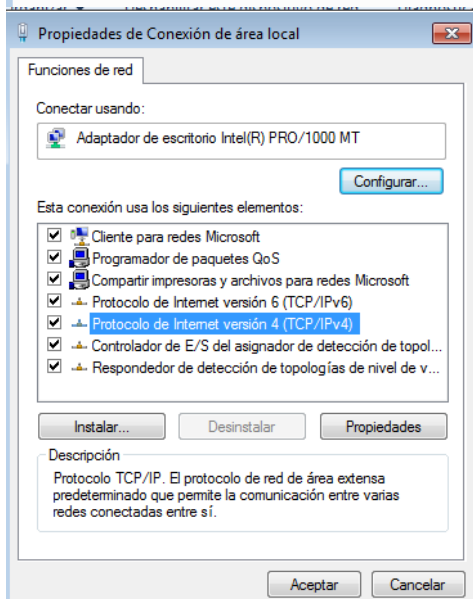 Propiedades de Conexión de área local
Funciones de red
Conectar usando:
Adaptador de escritorio Intel(R) PRO/1000 MT
Configurar...
Esta conexión usa los siguientes elementos:
Cliente para redes Microsoft
Programador de paquetes QoS
Compartir impresoras y archivos para redes Microsoft
Protocolo de Internet versión 6 (TCP/IPv6)
Protocolo de Internet versión 4 (TCP/IPv4)
Controlador de E/S del asignador de detección de topol...
Respondedor de detección de topologías de nivel de v...
Instalar... Desinstalar Propiedades
Descripción
Protocolo TCP/IP. El protocolo de red de área extensa
predeterminado que permite la comunicación entre varias
redes conectadas entre sí.
Aceptar Cancelar